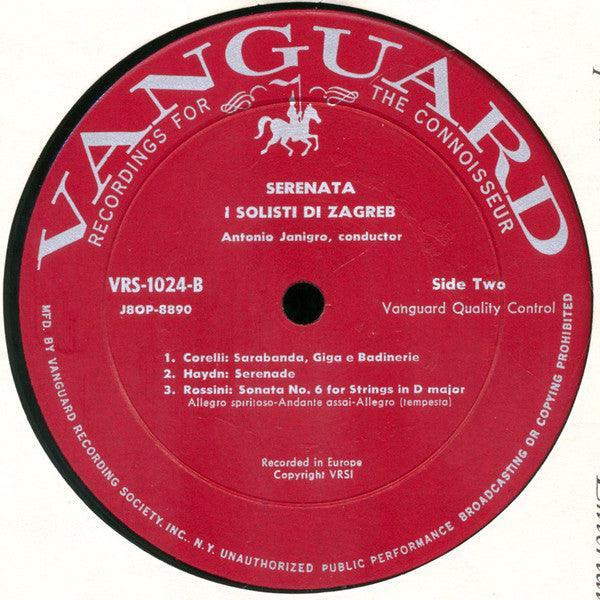 VANGUARD
RECORDINGS FOR THE CONNOISSEUR
SERENATA
I SOLISTI DI ZAGREB
Antonio Janigro, conductor
VRS-1024-B
Side Two
J8OP-8890
Vanguard Quality Control
1. Corelli: Sarabanda, Giga e Badinerie
2. Haydn: Serenade
3. Rossini: Sonata No. 6 for Strings in D major
Allegro spiritoso-Andante assai-Allegro (tempesta)
Recorded in Europe
Copyright VRSI
MFD. BY VANGUARD RECORDING SOCIETY, INC., N.Y. UNAUTHORIZED PUBLIC PERFORMANCE BROADCASTING OR COPYING PROHIBITED